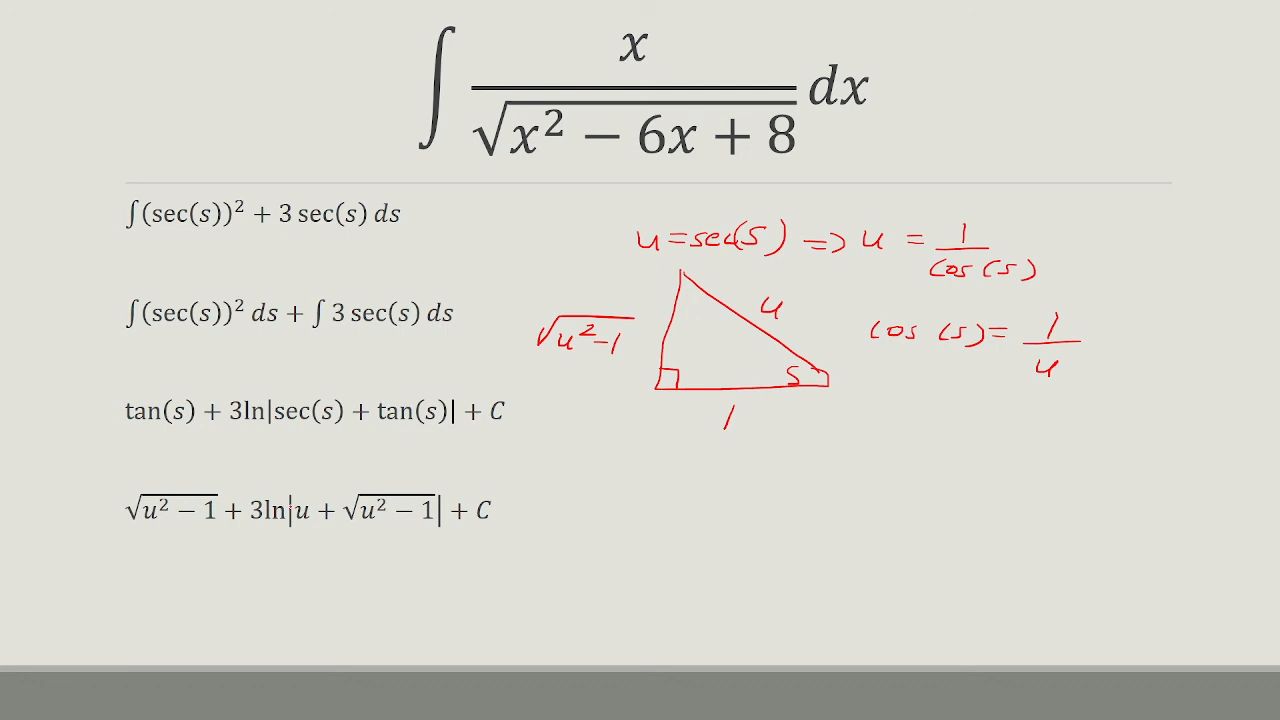 ∫ x / √(x² − 6x + 8) dx
∫(sec(s))² + 3 sec(s) ds
u = sec(s) => u = 1 / cos(s)
∫(sec(s))² ds + ∫ 3 sec(s) ds
√(u²−1)
u
s
1
cos(s) = 1 / u
tan(s) + 3ln|sec(s) + tan(s)| + C
√(u² − 1) + 3ln|u + √(u² − 1)| + C